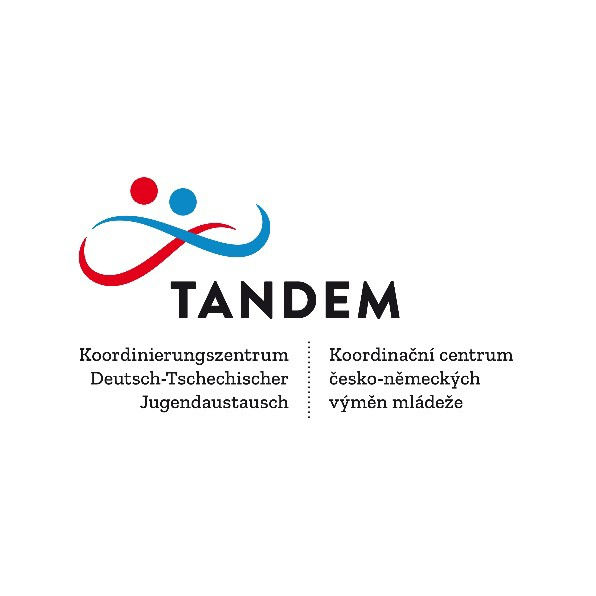 TANDEM
Koordinierungszentrum
Deutsch-Tschechischer
Jugendaustausch
Koordinační centrum
česko-německých
výměn mládeže